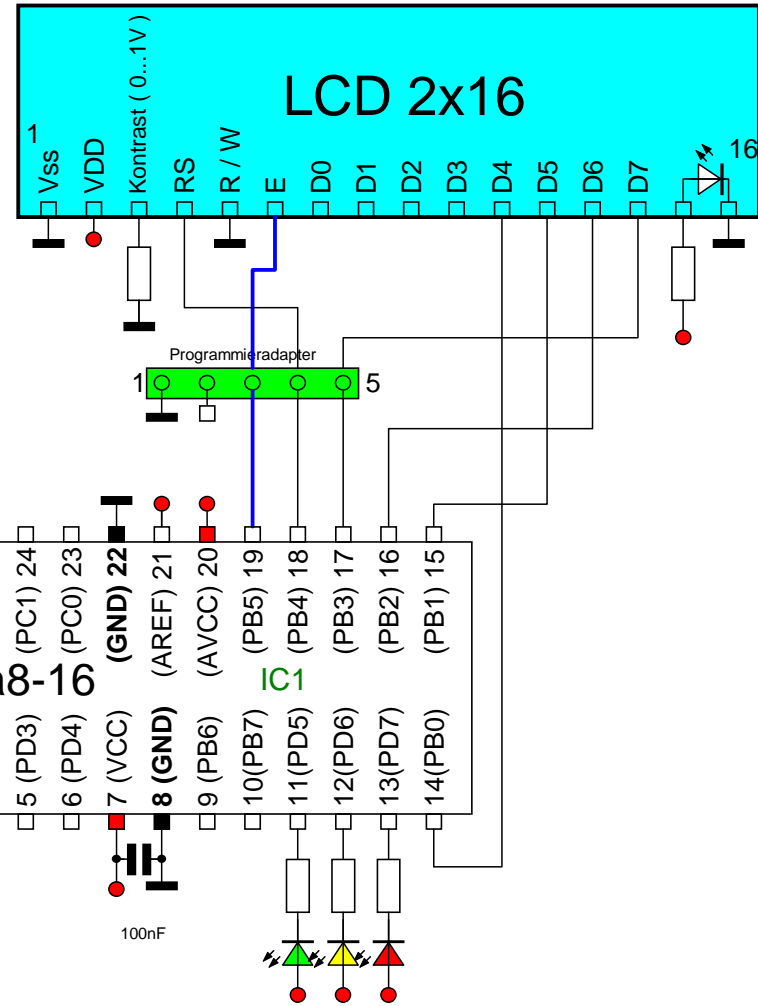 LCD 2x16
1
16
Vss
VDD
Kontrast ( 0...1V )
RS
R / W
E
D0
D1
D2
D3
D4
D5
D6
D7
Programmieradapter
1
5
(PC1) 24
(PC0) 23
(GND) 22
(AREF) 21
(AVCC) 20
(PB5) 19
(PB4) 18
(PB3) 17
(PB2) 16
(PB1) 15
a8-16
IC1
5 (PD3)
6 (PD4)
7 (VCC)
8 (GND)
9 (PB6)
10(PB7)
11(PD5)
12(PD6)
13(PD7)
14(PB0)
100nF